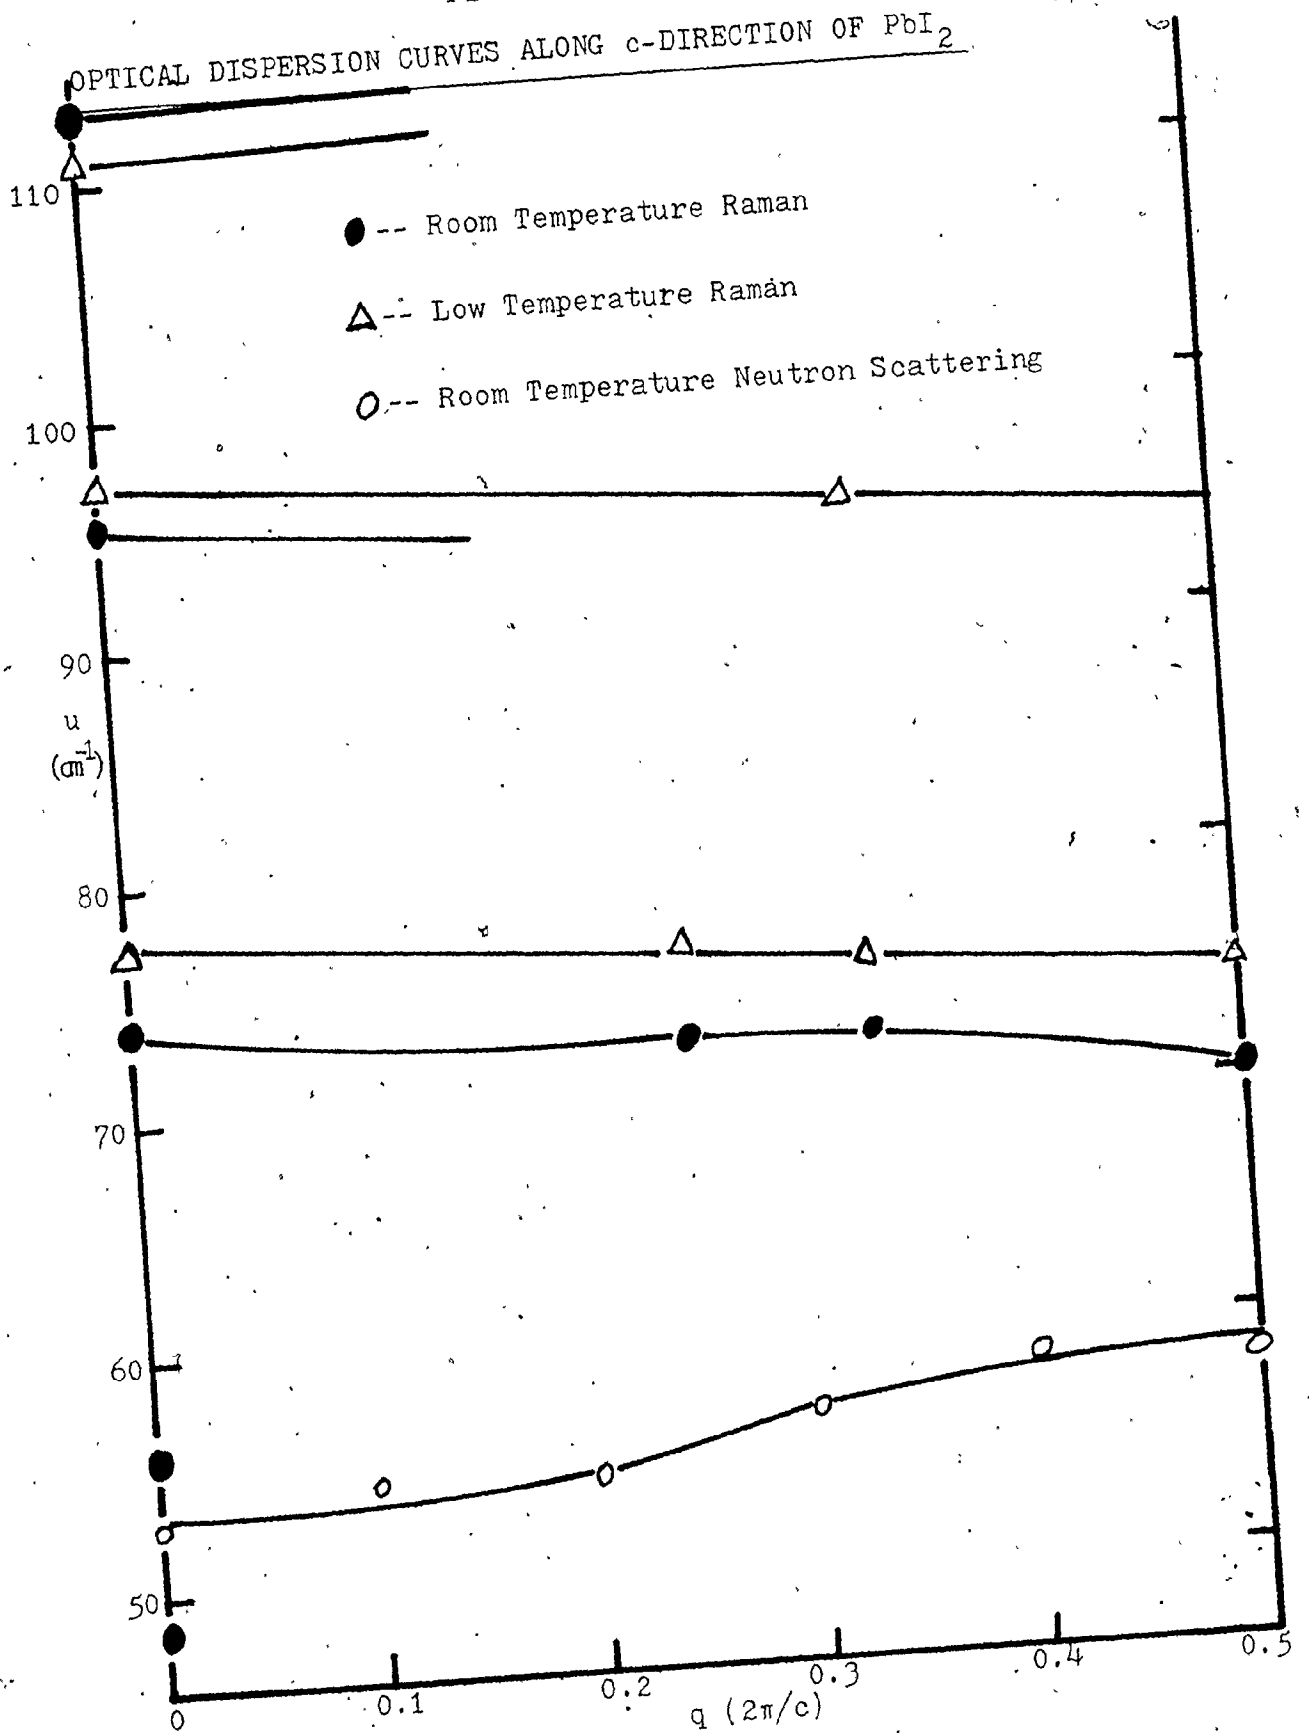 OPTICAL DISPERSION CURVES ALONG c-DIRECTION OF PbI₂
110
● -- Room Temperature Raman
△ -- Low Temperature Raman
○ -- Room Temperature Neutron Scattering
100
90
u
(cm⁻¹)
80
70
60
50
0 0.1 0.2 0.3 0.4 0.5
q (2π/c)